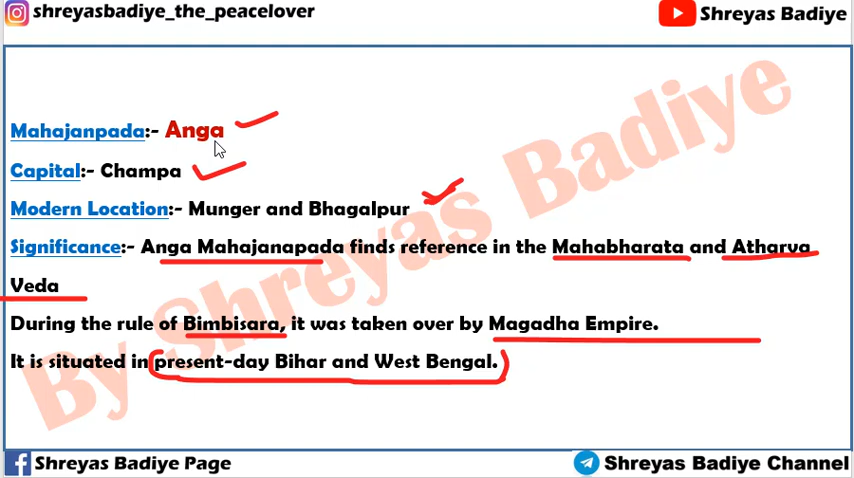 shreyasbadiye_the_peacelover
Shreyas Badiye
Mahajanpada:- Anga
Capital:- Champa
Modern Location:- Munger and Bhagalpur
Significance:- Anga Mahajanapada finds reference in the Mahabharata and Atharva
Veda
During the rule of Bimbisara, it was taken over by Magadha Empire.
It is situated in present-day Bihar and West Bengal.
By Shreyas Badiye
Shreyas Badiye Page
Shreyas Badiye Channel